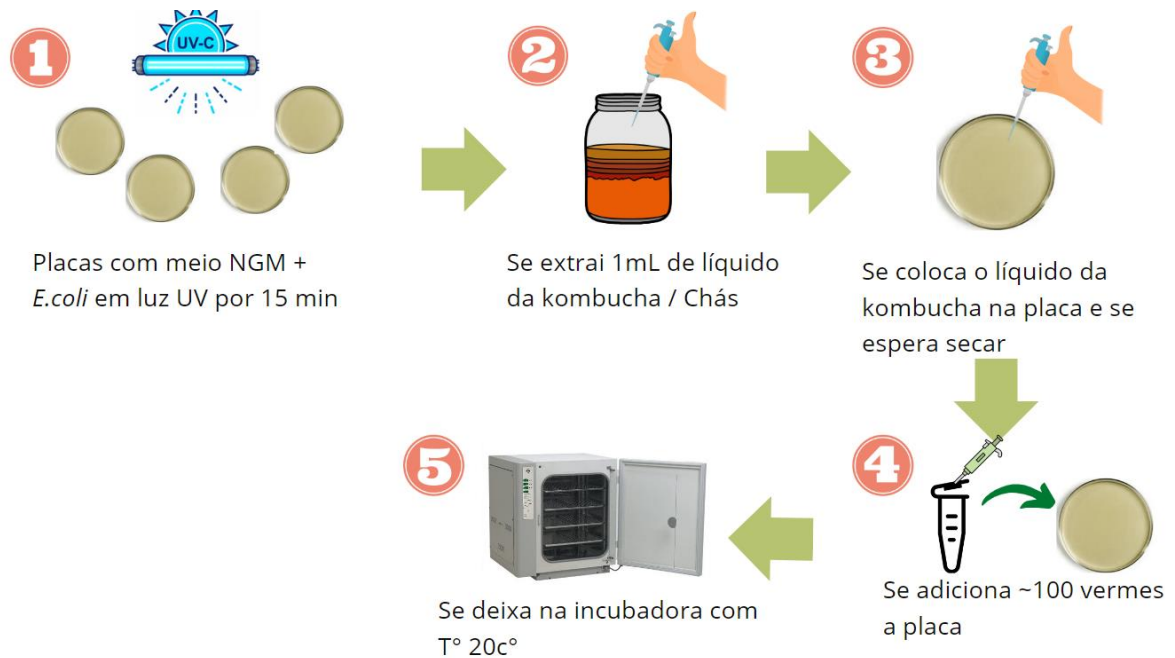 1
UV-C
Placas com meio NGM +
E.coli em luz UV por 15 min
2
Se extrai 1mL de líquido
da kombucha / Chás
3
Se coloca o líquido da
kombucha na placa e se
espera secar
4
Se adiciona ~100 vermes
a placa
5
Se deixa na incubadora com
T° 20c°